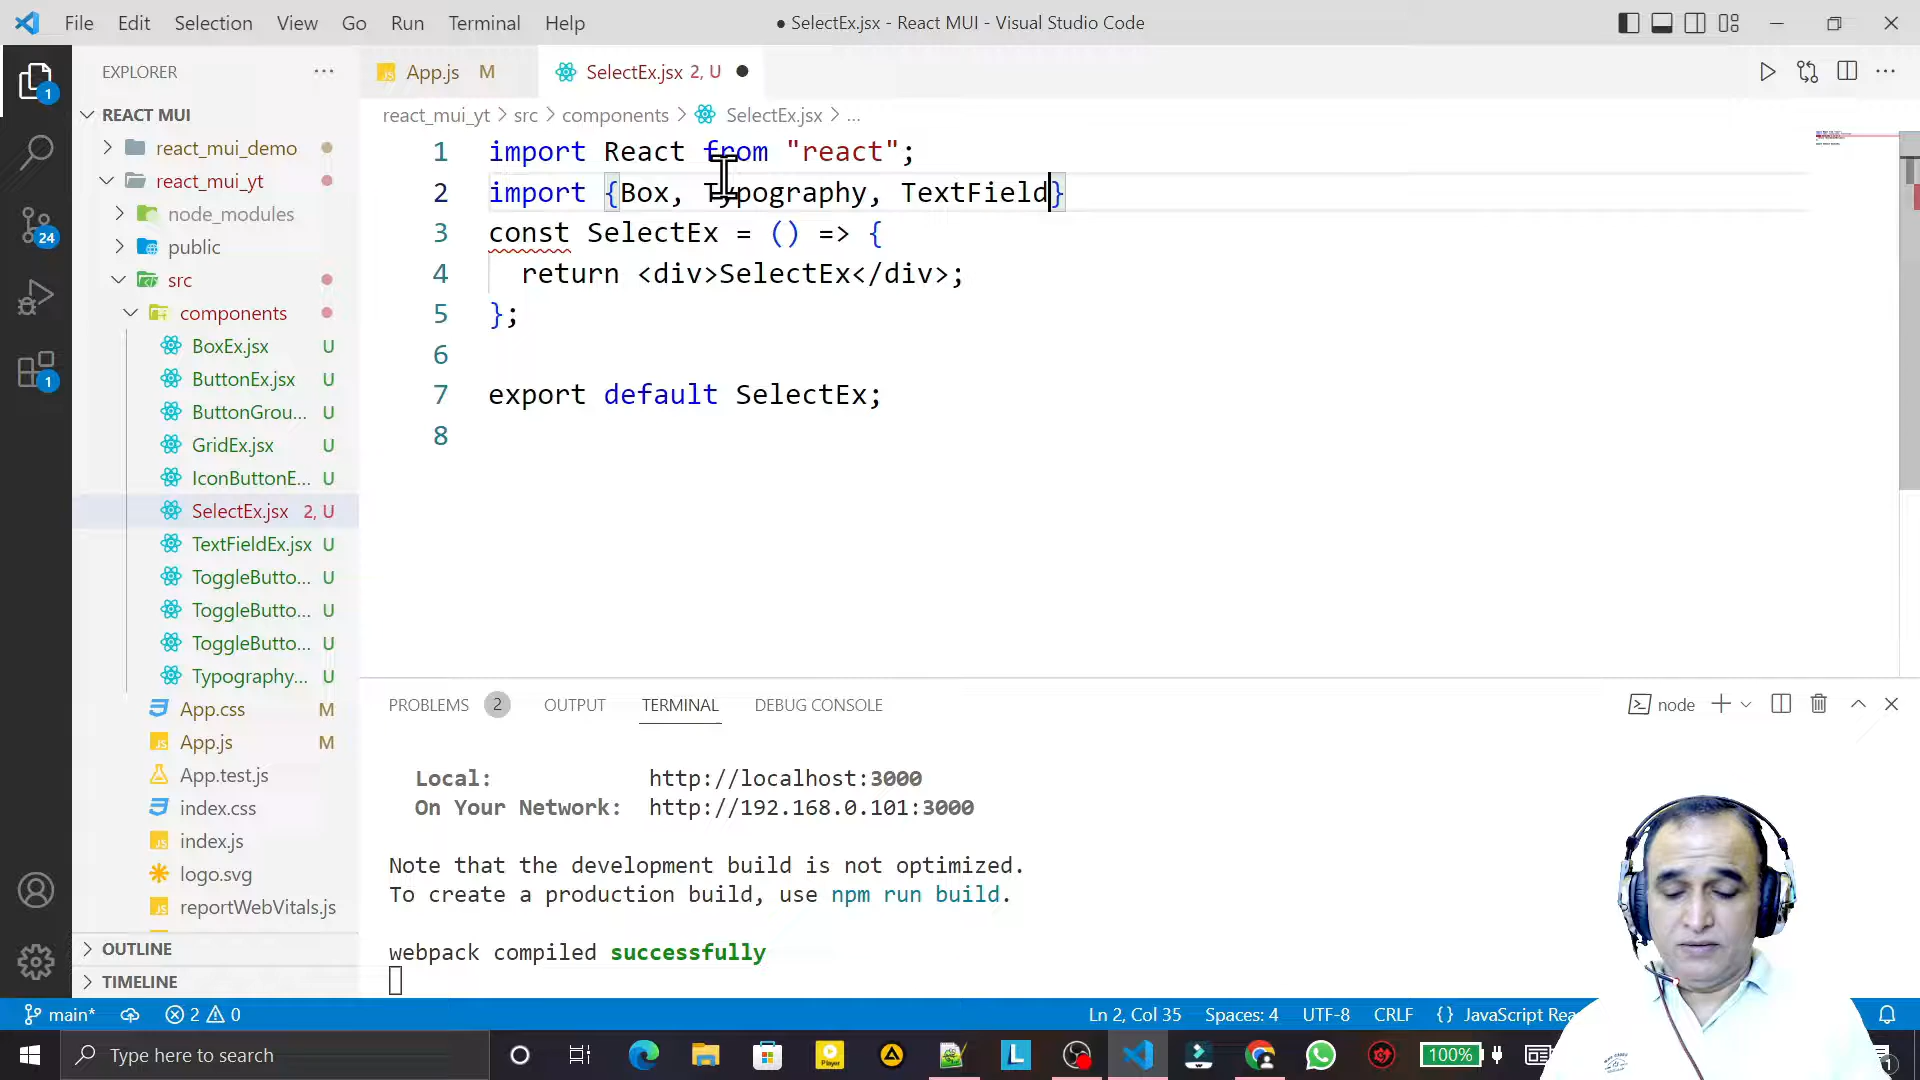 File Edit Selection View Go Run Terminal Help ● SelectEx.jsx - React MUI - Visual Studio Code
EXPLORER
App.js M
SelectEx.jsx 2, U
react_mui_yt > src > components > SelectEx.jsx > ...
REACT MUI
react_mui_demo
react_mui_yt
node_modules
public
src
components
BoxEx.jsx U
ButtonEx.jsx U
ButtonGrou... U
GridEx.jsx U
IconButtonE... U
SelectEx.jsx 2, U
TextFieldEx.jsx U
ToggleButto... U
ToggleButto... U
ToggleButto... U
Typography... U
App.css M
App.js M
App.test.js
index.css
index.js
logo.svg
reportWebVitals.js
OUTLINE
TIMELINE
1
24
1
1 import React from "react";
2 import {Box, Typography, TextField}
3 const SelectEx = () => {
4 return <div>SelectEx</div>;
5 };
6
7 export default SelectEx;
8
PROBLEMS 2 OUTPUT TERMINAL DEBUG CONSOLE
node
Local: http://localhost:3000
On Your Network: http://192.168.0.101:3000
Note that the development build is not optimized.
To create a production build, use npm run build.
webpack compiled successfully
main* 2 0 Ln 2, Col 35 Spaces: 4 UTF-8 CRLF {} JavaScript Rea
Type here to search
Player
L
100%
1